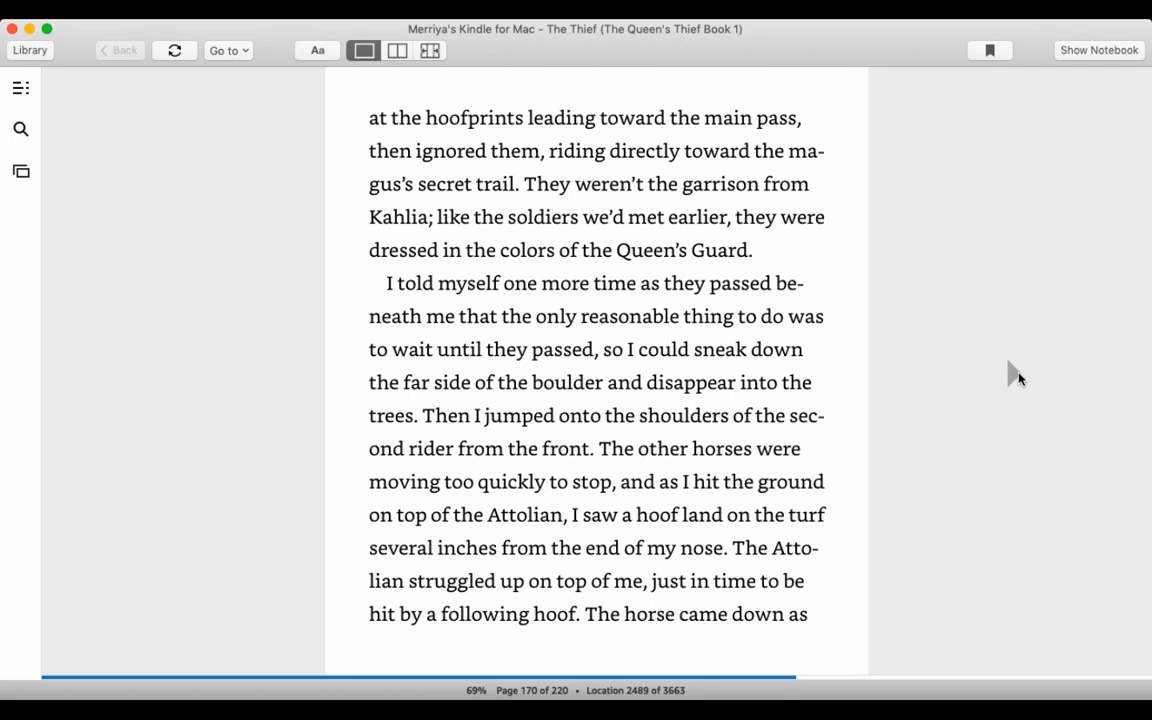 Merriya's Kindle for Mac - The Thief (The Queen's Thief Book 1)
Library
Back
Go to
Aa
Show Notebook
at the hoofprints leading toward the main pass,
then ignored them, riding directly toward the ma-
gus’s secret trail. They weren’t the garrison from
Kahlia; like the soldiers we’d met earlier, they were
dressed in the colors of the Queen’s Guard.
I told myself one more time as they passed be-
neath me that the only reasonable thing to do was
to wait until they passed, so I could sneak down
the far side of the boulder and disappear into the
trees. Then I jumped onto the shoulders of the sec-
ond rider from the front. The other horses were
moving too quickly to stop, and as I hit the ground
on top of the Attolian, I saw a hoof land on the turf
several inches from the end of my nose. The Atto-
lian struggled up on top of me, just in time to be
hit by a following hoof. The horse came down as
69% Page 170 of 220 • Location 2489 of 3663